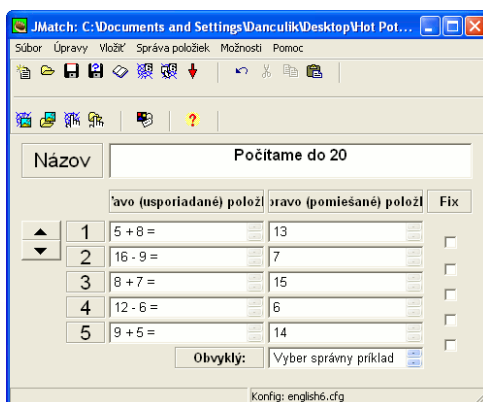 JMatch: C:\Documents and Settings\Danculik\Desktop\Hot Pot...
Súbor Úpravy Vložiť Správa položiek Možnosti Pomoc
Názov Počítame do 20
'avo (usporiadané) polož pravo (pomiešané) polož Fix
1 5 + 8 = 13
2 16 - 9 = 7
3 8 + 7 = 15
4 12 - 6 = 6
5 9 + 5 = 14
Obvyklý: Vyber správny príklad
Konfig: english6.cfg